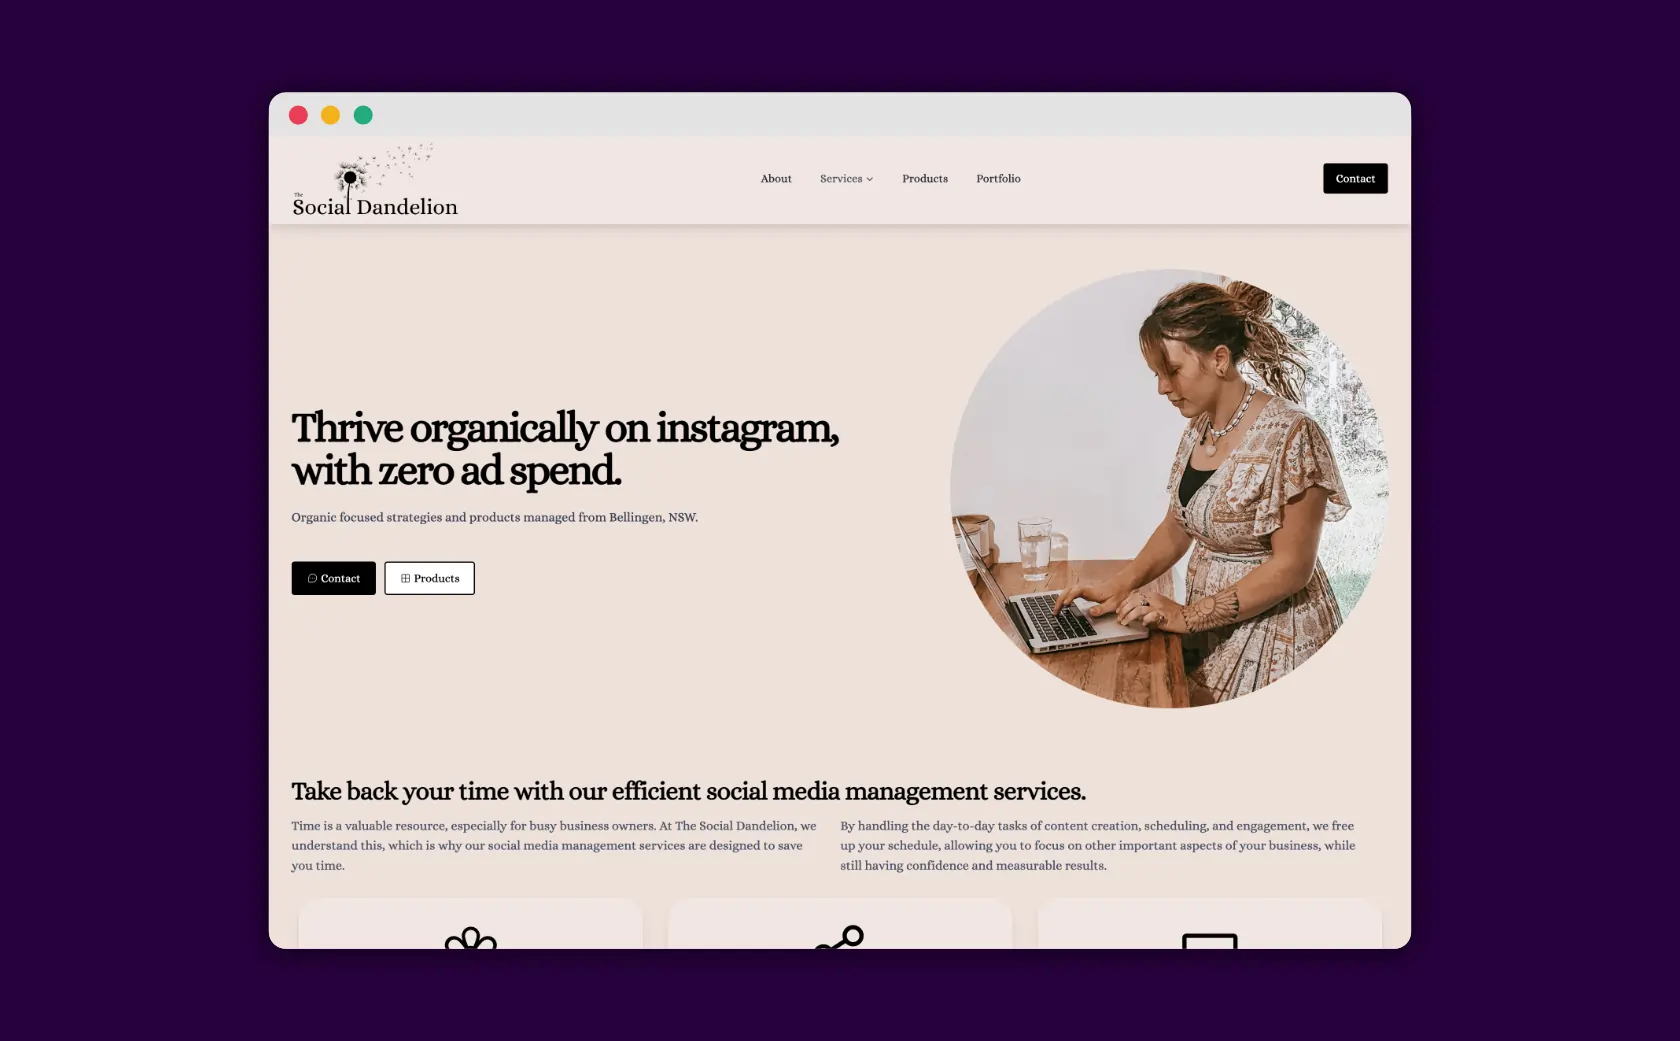 The
Social Dandelion
About
Services
Products
Portfolio
Contact
Thrive organically on instagram,
with zero ad spend.
Organic focused strategies and products managed from Bellingen, NSW.
Contact
Products
Take back your time with our efficient social media management services.
Time is a valuable resource, especially for busy business owners. At The Social Dandelion, we
understand this, which is why our social media management services are designed to save
you time.
By handling the day-to-day tasks of content creation, scheduling, and engagement, we free
up your schedule, allowing you to focus on other important aspects of your business, while
still having confidence and measurable results.